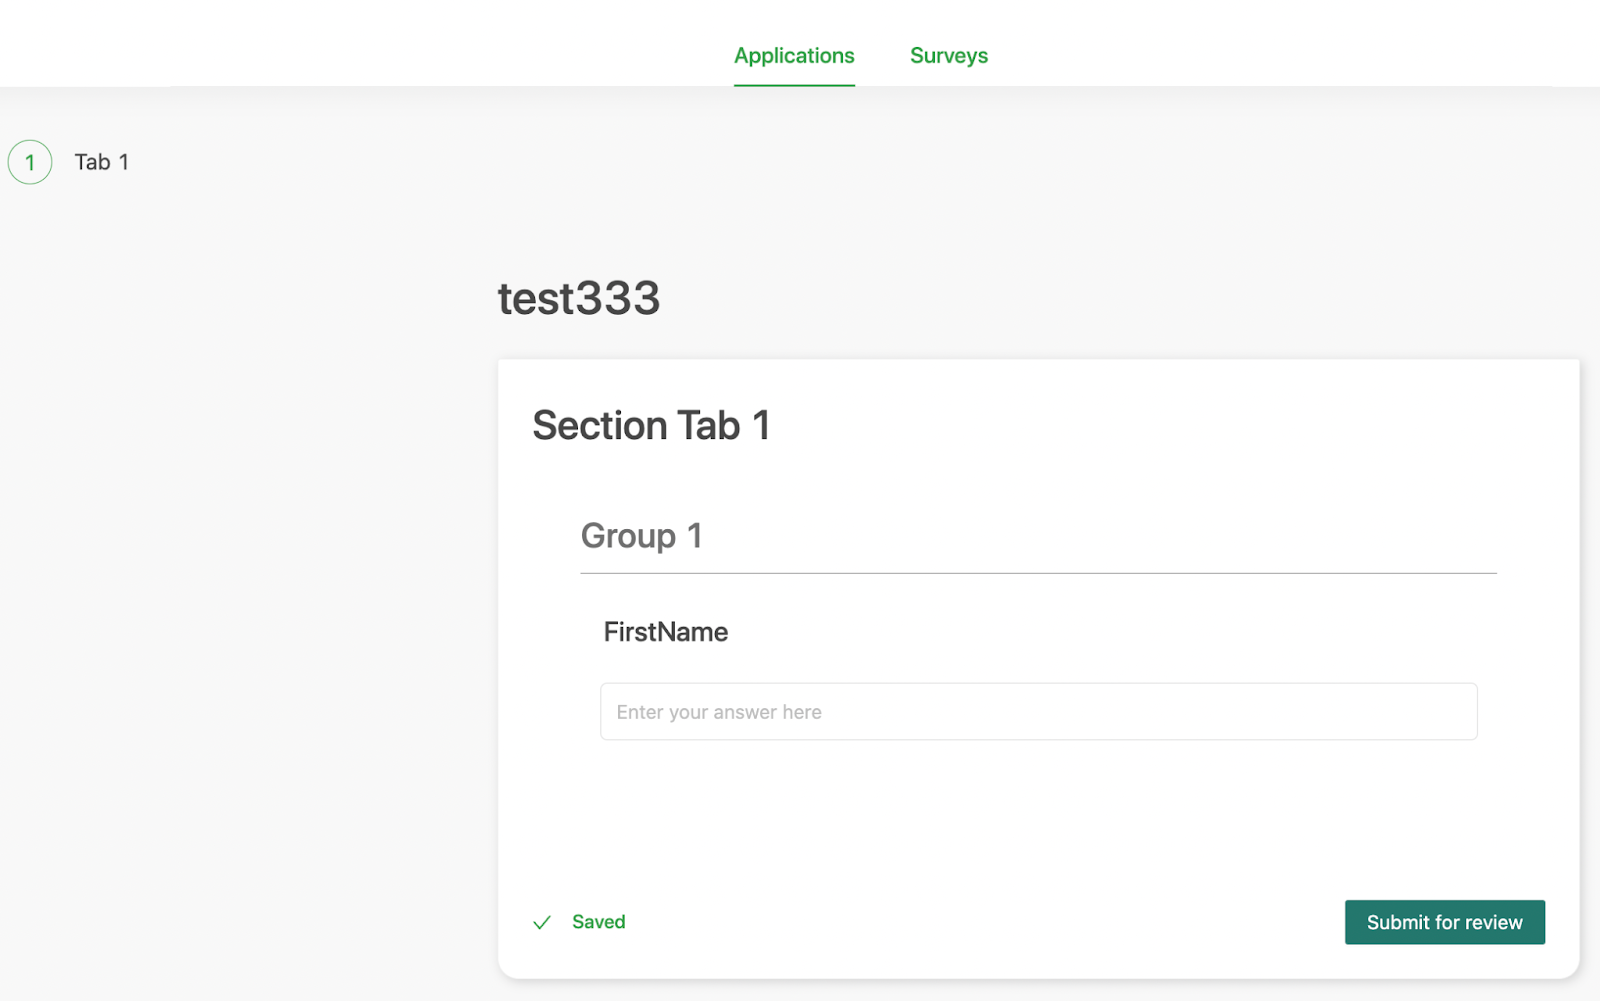 Applications Surveys
1 Tab 1
test333
Section Tab 1
Group 1
FirstName
Enter your answer here
Saved Submit for review